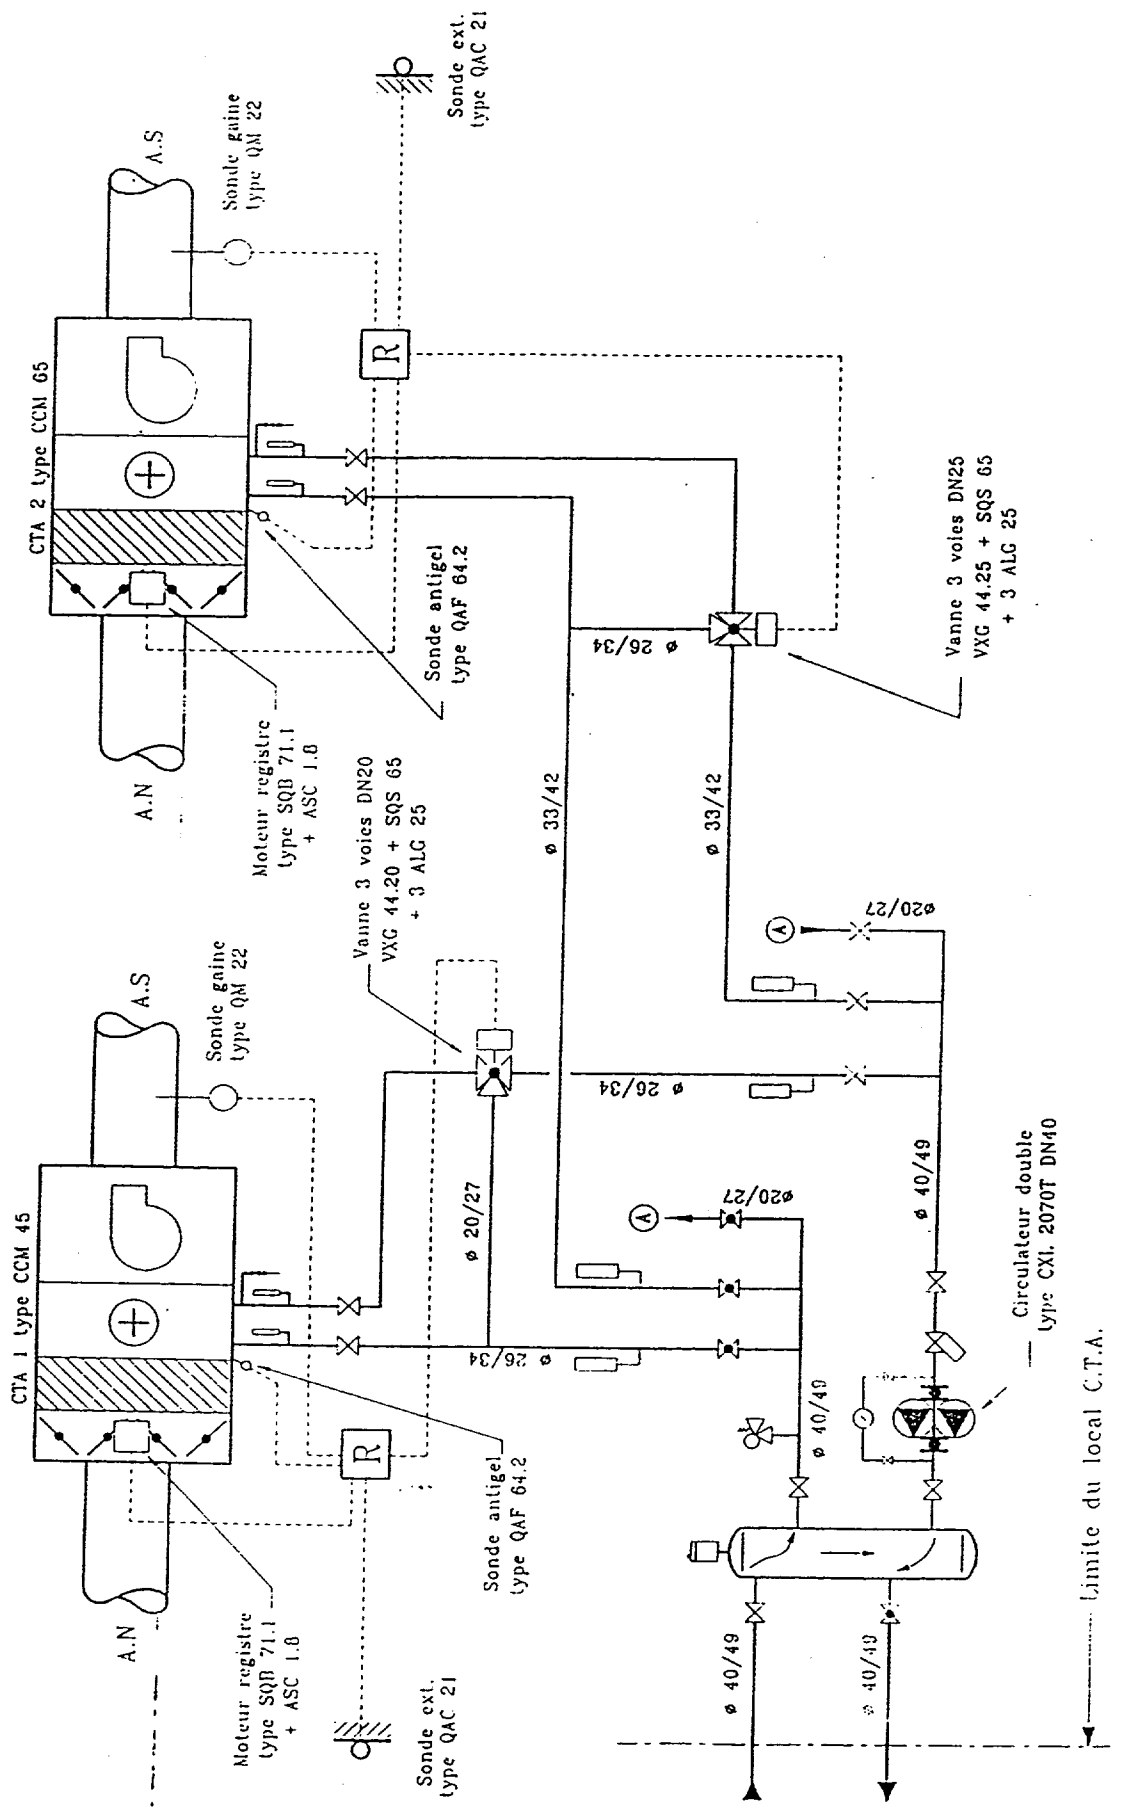 CTA 1 type CCM 45
A.N
A.S
Sonde gaine
type QM 22
Moteur registre
type SQB 71.1
+ ASC 1.8
R
Sonde ext.
type QAC 21
Sonde antigel
type QAF 64.2
ø 26/34
ø 20/27
Vanne 3 voies DN20
VXG 44.20 + SQS 65
+ 3 ALG 25
CTA 2 type CCM 65
A.N
A.S
Sonde gaine
type QM 22
Moteur registre
type SQB 71.1
+ ASC 1.8
R
Sonde ext.
type QAC 21
Sonde antigel
type QAF 64.2
ø 26/34
ø 33/42
ø 33/42
Vanne 3 voies DN25
VXG 44.25 + SQS 65
+ 3 ALG 25
ø 26/34
A
ø20/27
A
ø20/27
ø 40/49
ø 40/49
ø 40/49
ø 40/49
Circulateur double
type CXL 2070T DN40
Limite du local C.T.A.